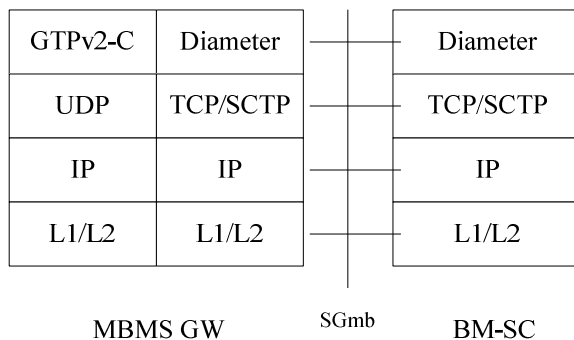 GTPv2-C Diameter Diameter
UDP TCP/SCTP TCP/SCTP
IP IP IP
L1/L2 L1/L2 L1/L2
MBMS GW SGmb BM-SC